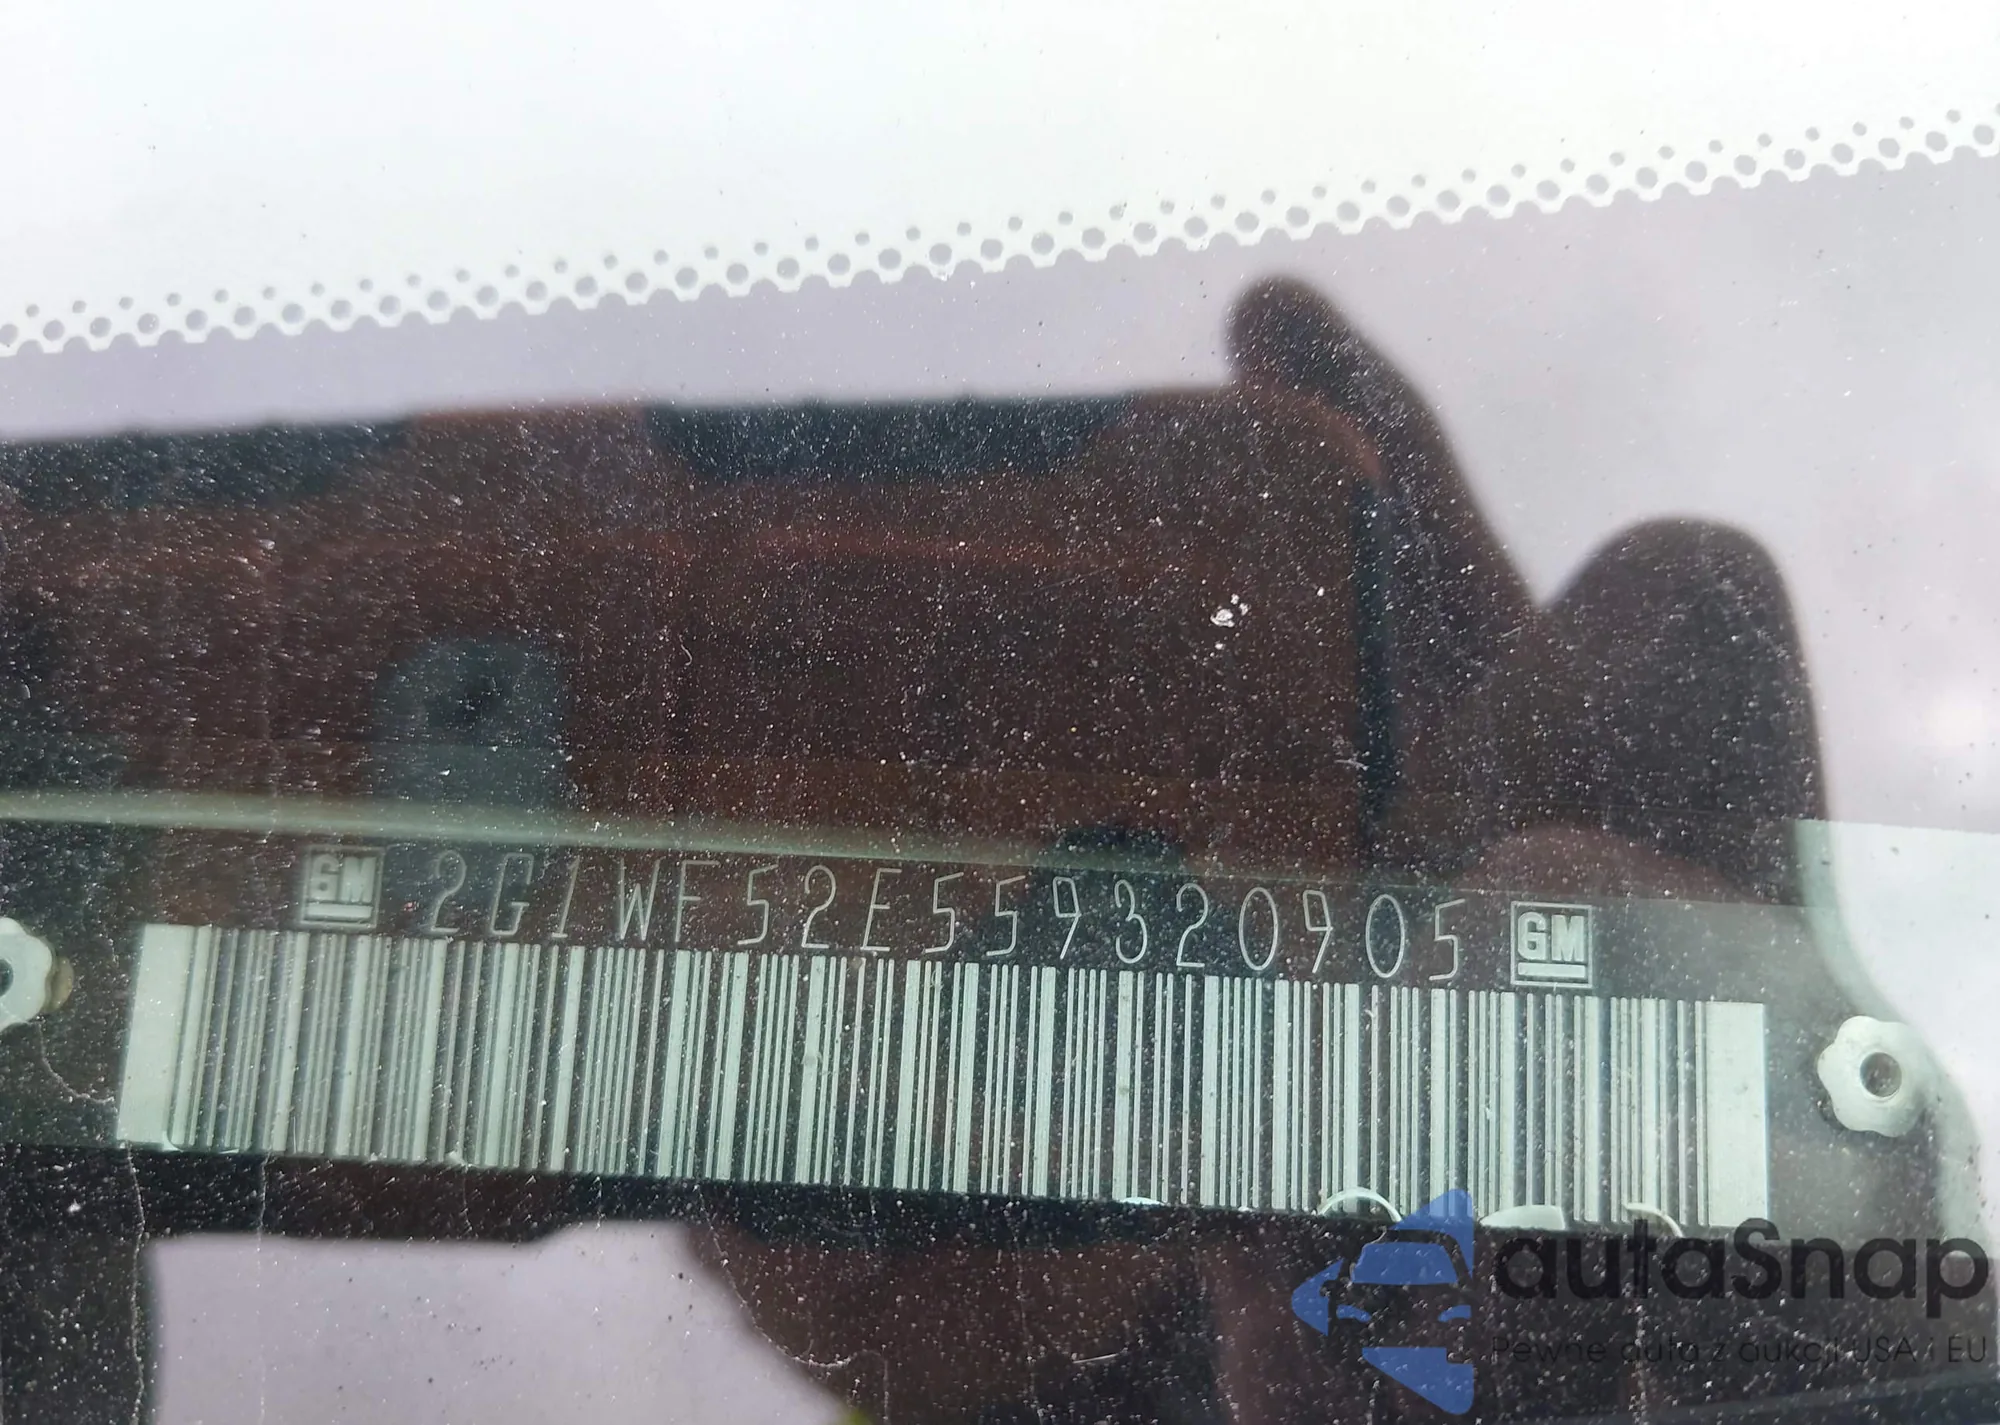 GM 2G1WF52E559320905 GM
autaSnap
Pewne auta z aukcji USA i EU